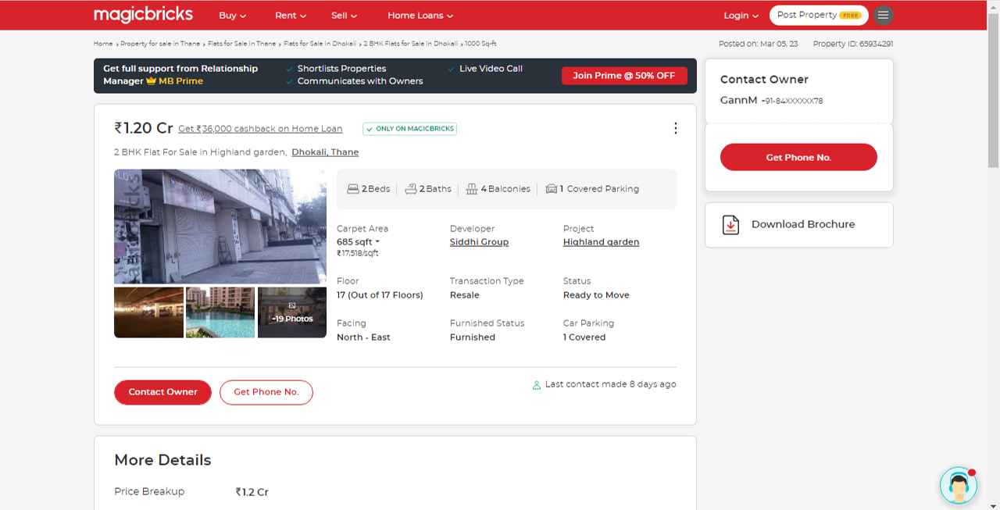 magicbricks
Buy
Rent
Sell
Home Loans
Login
Post Property FREE
Home > Property for sale in Thane > Flats for Sale in Thane > Flats for Sale in Dhokali > 2 BHK Flats for Sale in Dhokali > 1000 Sq-ft
Posted on: Mar 05, 23 Property ID: 65934291
Get full support from Relationship
Manager MB Prime
Shortlists Properties
Communicates with Owners
Live Video Call
Join Prime @ 50% OFF
₹1.20 Cr Get ₹36,000 cashback on Home Loan
ONLY ON MAGICBRICKS
2 BHK Flat For Sale in Highland garden, Dhokali, Thane
+19 Photos
2 Beds
2 Baths
4 Balconies
1 Covered Parking
Carpet Area
685 sqft
₹17,518/sqft
Developer
Siddhi Group
Project
Highland garden
Floor
17 (Out of 17 Floors)
Transaction Type
Resale
Status
Ready to Move
Facing
North - East
Furnished Status
Furnished
Car Parking
1 Covered
Contact Owner
Get Phone No.
Last contact made 8 days ago
More Details
Price Breakup ₹1.2 Cr
Contact Owner
GannM -91-84XXXXXX78
Get Phone No.
Download Brochure